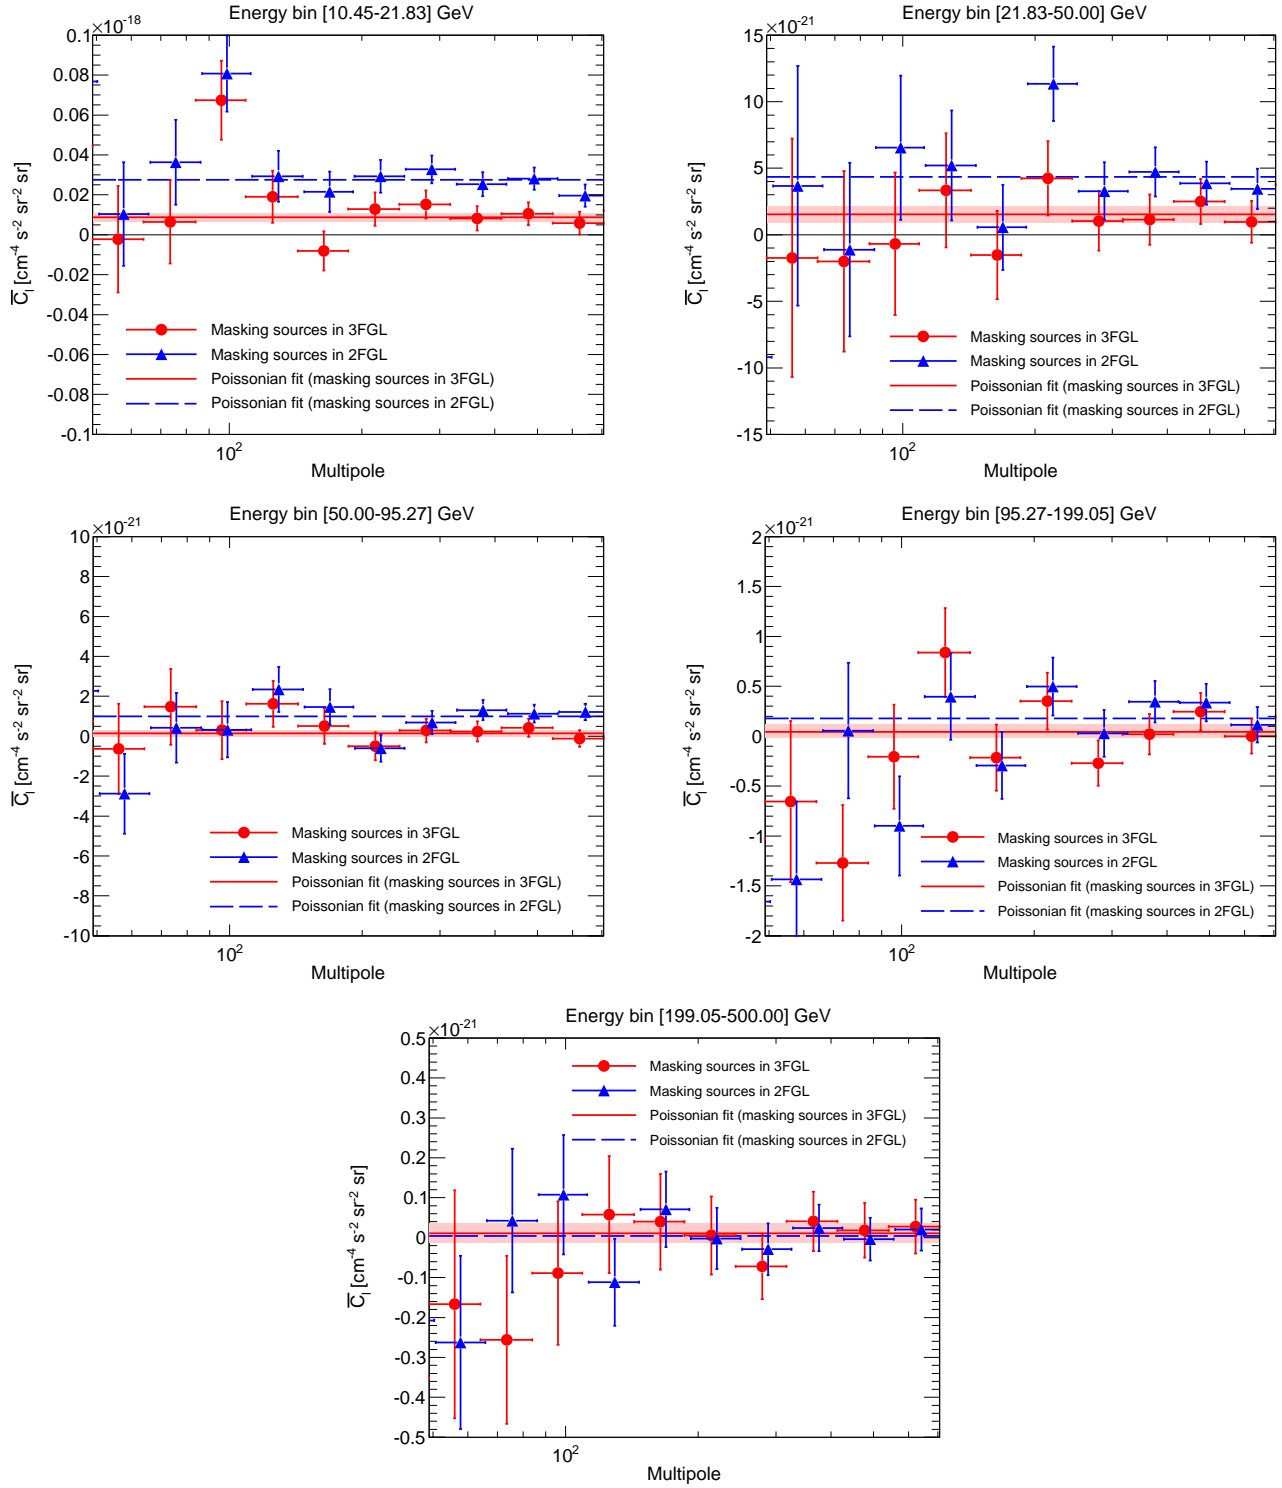 Energy bin [10.45-21.83] GeV
×10⁻¹⁸
0.1
0.08
0.06
0.04
0.02
0
-0.02
-0.04
-0.06
-0.08
-0.1
C̅ₗ [cm⁻⁴ s⁻² sr⁻² sr]
Masking sources in 3FGL
Masking sources in 2FGL
Poissonian fit (masking sources in 3FGL)
Poissonian fit (masking sources in 2FGL)
10²
Multipole
Energy bin [21.83-50.00] GeV
×10⁻²¹
15
10
5
0
-5
-10
-15
C̅ₗ [cm⁻⁴ s⁻² sr⁻² sr]
Masking sources in 3FGL
Masking sources in 2FGL
Poissonian fit (masking sources in 3FGL)
Poissonian fit (masking sources in 2FGL)
10²
Multipole
Energy bin [50.00-95.27] GeV
×10⁻²¹
10
8
6
4
2
0
-2
-4
-6
-8
-10
C̅ₗ [cm⁻⁴ s⁻² sr⁻² sr]
Masking sources in 3FGL
Masking sources in 2FGL
Poissonian fit (masking sources in 3FGL)
Poissonian fit (masking sources in 2FGL)
10²
Multipole
Energy bin [95.27-199.05] GeV
×10⁻²¹
2
1.5
1
0.5
0
-0.5
-1
-1.5
-2
C̅ₗ [cm⁻⁴ s⁻² sr⁻² sr]
Masking sources in 3FGL
Masking sources in 2FGL
Poissonian fit (masking sources in 3FGL)
Poissonian fit (masking sources in 2FGL)
10²
Multipole
Energy bin [199.05-500.00] GeV
×10⁻²¹
0.5
0.4
0.3
0.2
0.1
0
-0.1
-0.2
-0.3
-0.4
-0.5
C̅ₗ [cm⁻⁴ s⁻² sr⁻² sr]
Masking sources in 3FGL
Masking sources in 2FGL
Poissonian fit (masking sources in 3FGL)
Poissonian fit (masking sources in 2FGL)
10²
Multipole